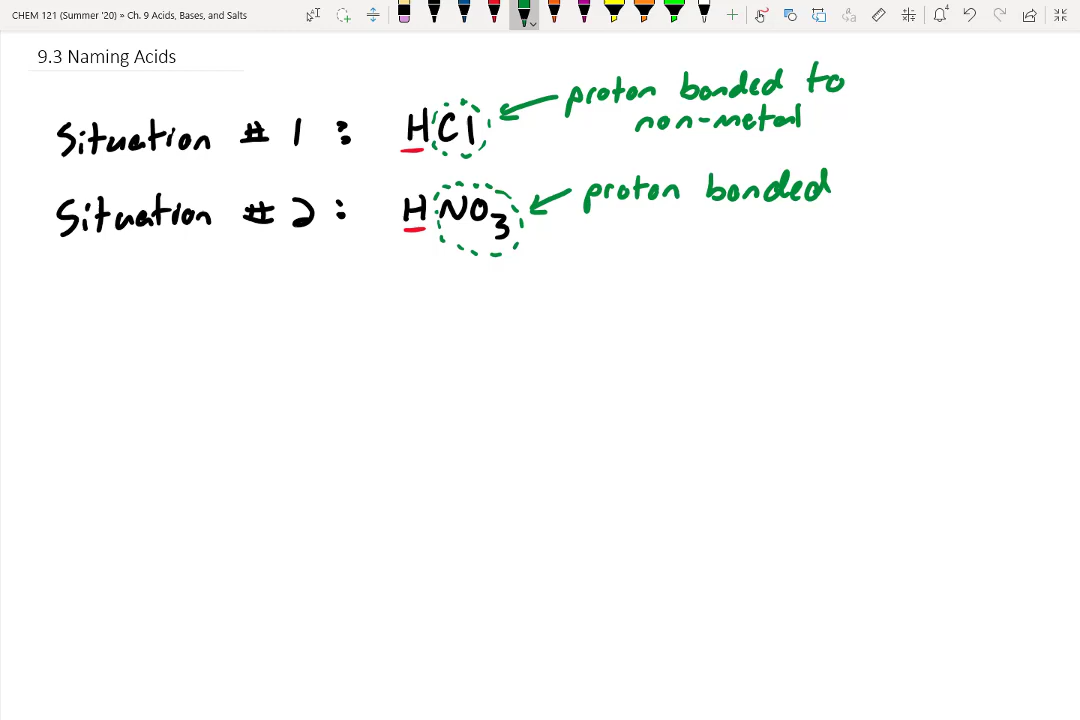 CHEM 121 (Summer '20) » Ch. 9 Acids, Bases, and Salts
9.3 Naming Acids
Situation # 1 : HCl proton bonded to
non-metal
Situation # 2 : HNO3 proton bonded